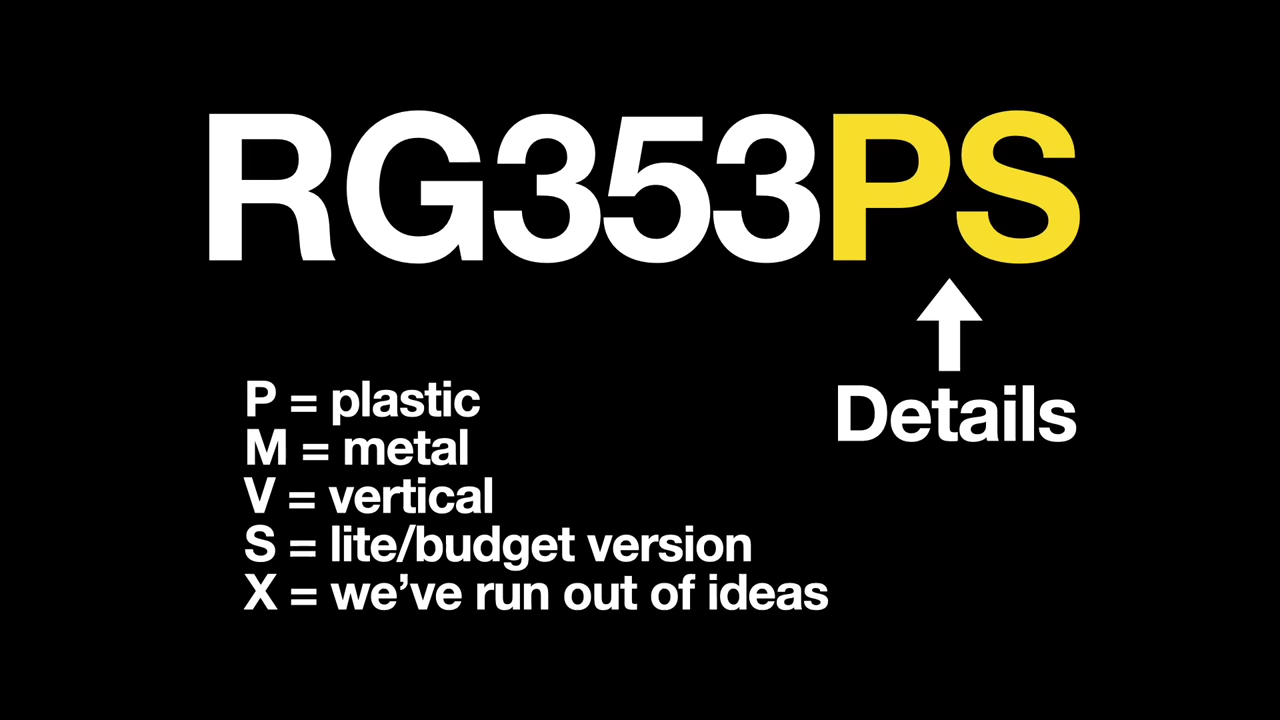 RG353PS
Details
P = plastic
M = metal
V = vertical
S = lite/budget version
X = we’ve run out of ideas